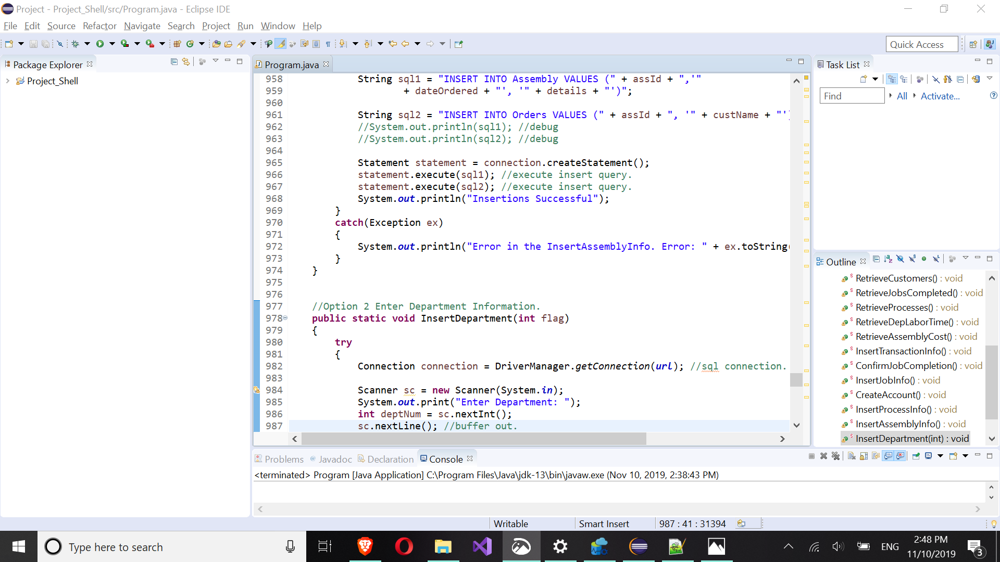 Project - Project_Shell/src/Program.java - Eclipse IDE
File Edit Source Refactor Navigate Search Project Run Window Help
Quick Access
Package Explorer
Project_Shell
Program.java
958 String sql1 = "INSERT INTO Assembly VALUES (" + assId + ",'"
959 + dateOrdered + "', '" + details + "')";
960
961 String sql2 = "INSERT INTO Orders VALUES (" + assId + ", '" + custName + "'
962 //System.out.println(sql1); //debug
963 //System.out.println(sql2); //debug
964
965 Statement statement = connection.createStatement();
966 statement.execute(sql1); //execute insert query.
967 statement.execute(sql2); //execute insert query.
968 System.out.println("Insertions Successful");
969 }
970 catch(Exception ex)
971 {
972 System.out.println("Error in the InsertAssemblyInfo. Error: " + ex.toString(
973 }
974 }
975
976
977 //Option 2 Enter Department Information.
978 public static void InsertDepartment(int flag)
979 {
980 try
981 {
982 Connection connection = DriverManager.getConnection(url); //sql connection.
983
984 Scanner sc = new Scanner(System.in);
985 System.out.print("Enter Department: ");
986 int deptNum = sc.nextInt();
987 sc.nextLine(); //buffer out.
Task List
Find All Activate...
Outline
RetrieveCustomers() : void
RetrieveJobsCompleted() : void
RetrieveProcesses() : void
RetrieveDepLaborTime() : void
RetrieveAssemblyCost() : void
InsertTransactionInfo() : void
ConfirmJobCompletion() : void
InsertJobInfo() : void
CreateAccount() : void
InsertProcessInfo() : void
InsertAssemblyInfo() : void
InsertDepartment(int) : void
Problems @ Javadoc Declaration Console
<terminated> Program [Java Application] C:\Program Files\Java\jdk-13\bin\javaw.exe (Nov 10, 2019, 2:38:43 PM)
Writable Smart Insert 987 : 41 : 31394
Type here to search
ENG
2:48 PM
11/10/2019
3